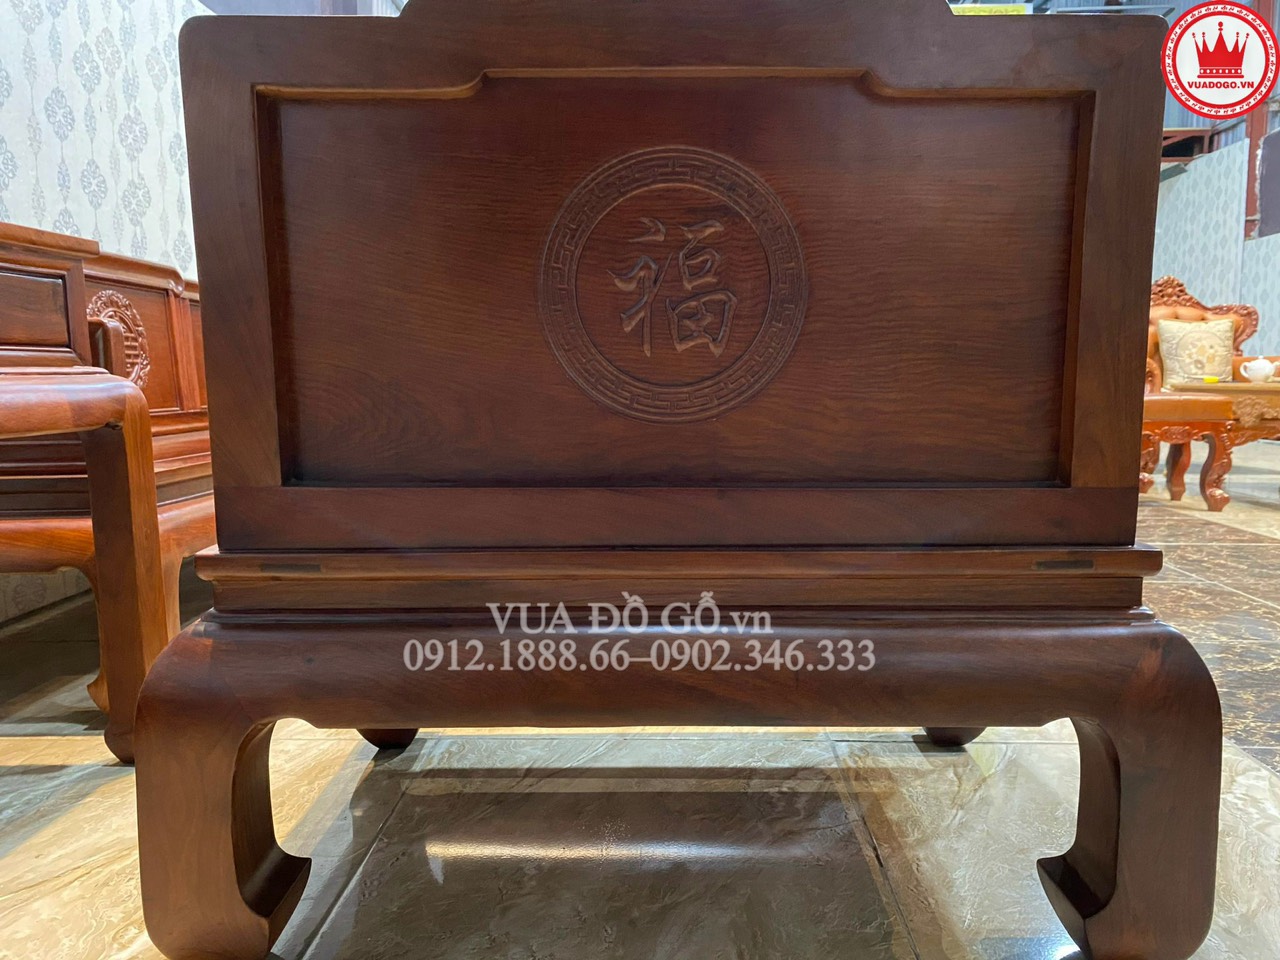 VUADOGO.VN
福
VUA ĐỒ GỖ.vn
0912.1888.66–0902.346.333